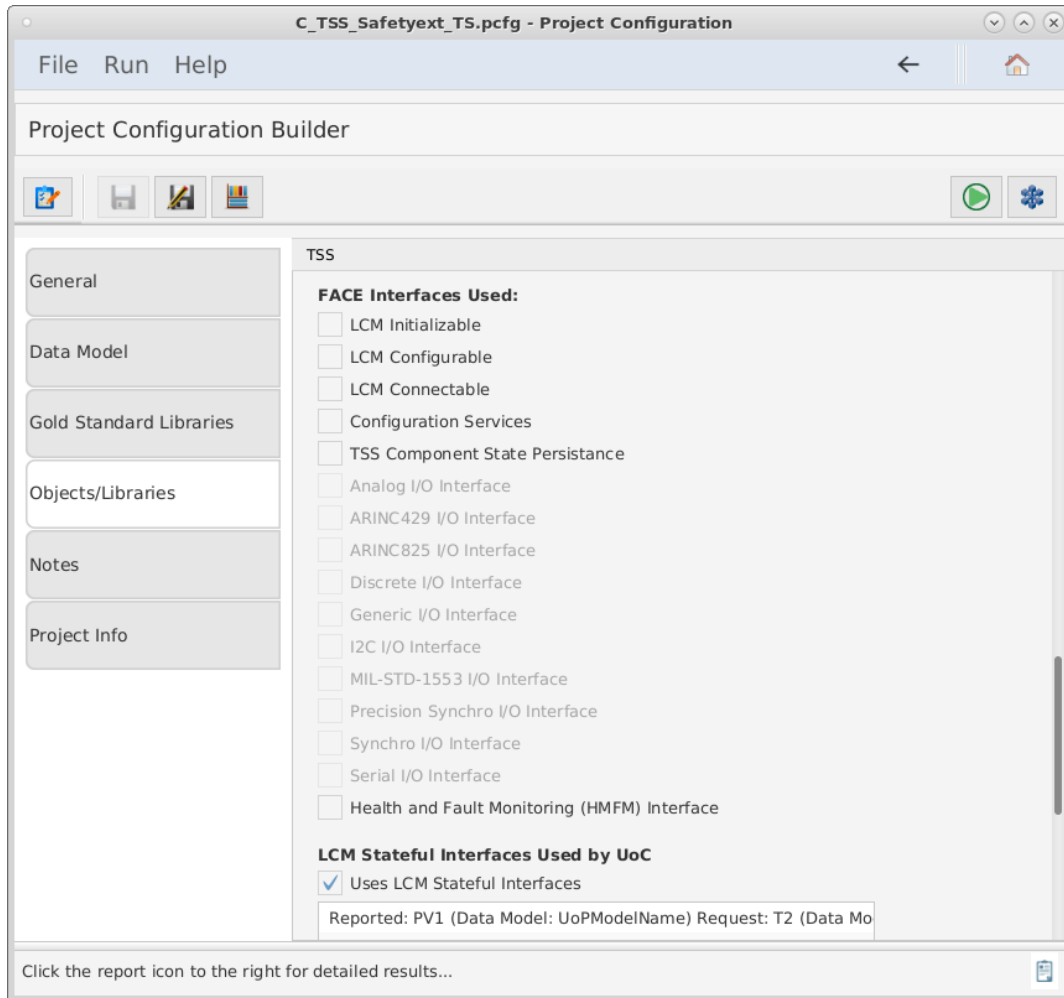 C_TSS_Safetyext_TS.pcfg - Project Configuration
File Run Help
Project Configuration Builder
General
Data Model
Gold Standard Libraries
Objects/Libraries
Notes
Project Info
TSS
FACE Interfaces Used:
LCM Initializable
LCM Configurable
LCM Connectable
Configuration Services
TSS Component State Persistance
Analog I/O Interface
ARINC429 I/O Interface
ARINC825 I/O Interface
Discrete I/O Interface
Generic I/O Interface
I2C I/O Interface
MIL-STD-1553 I/O Interface
Precision Synchro I/O Interface
Synchro I/O Interface
Serial I/O Interface
Health and Fault Monitoring (HMFM) Interface
LCM Stateful Interfaces Used by UoC
Uses LCM Stateful Interfaces
Reported: PV1 (Data Model: UoPModelName) Request: T2 (Data Mo
Click the report icon to the right for detailed results...